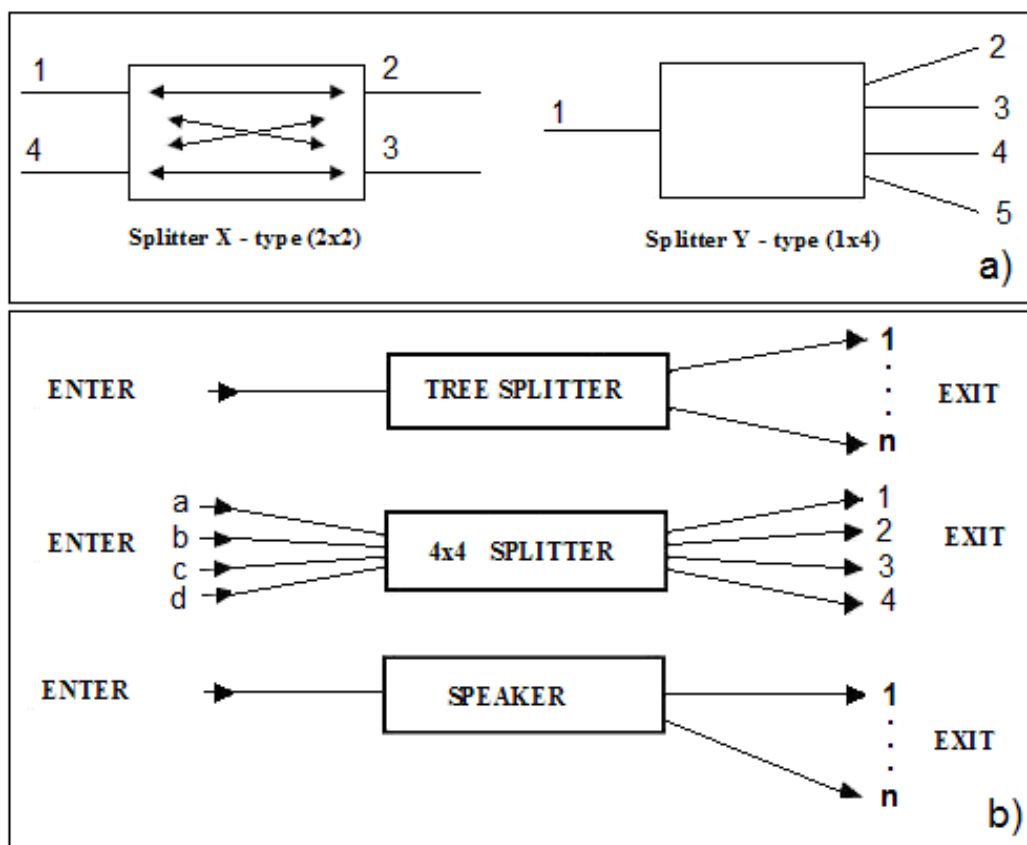 1 2
4 3
Splitter X - type (2x2)
1 2
3
4
5
Splitter Y - type (1x4)
a)
ENTER TREE SPLITTER 1
.
.
.
n
EXIT
ENTER a
b
c
d
4x4 SPLITTER
1
2
3
4
EXIT
ENTER SPEAKER 1
.
.
.
n
EXIT
b)